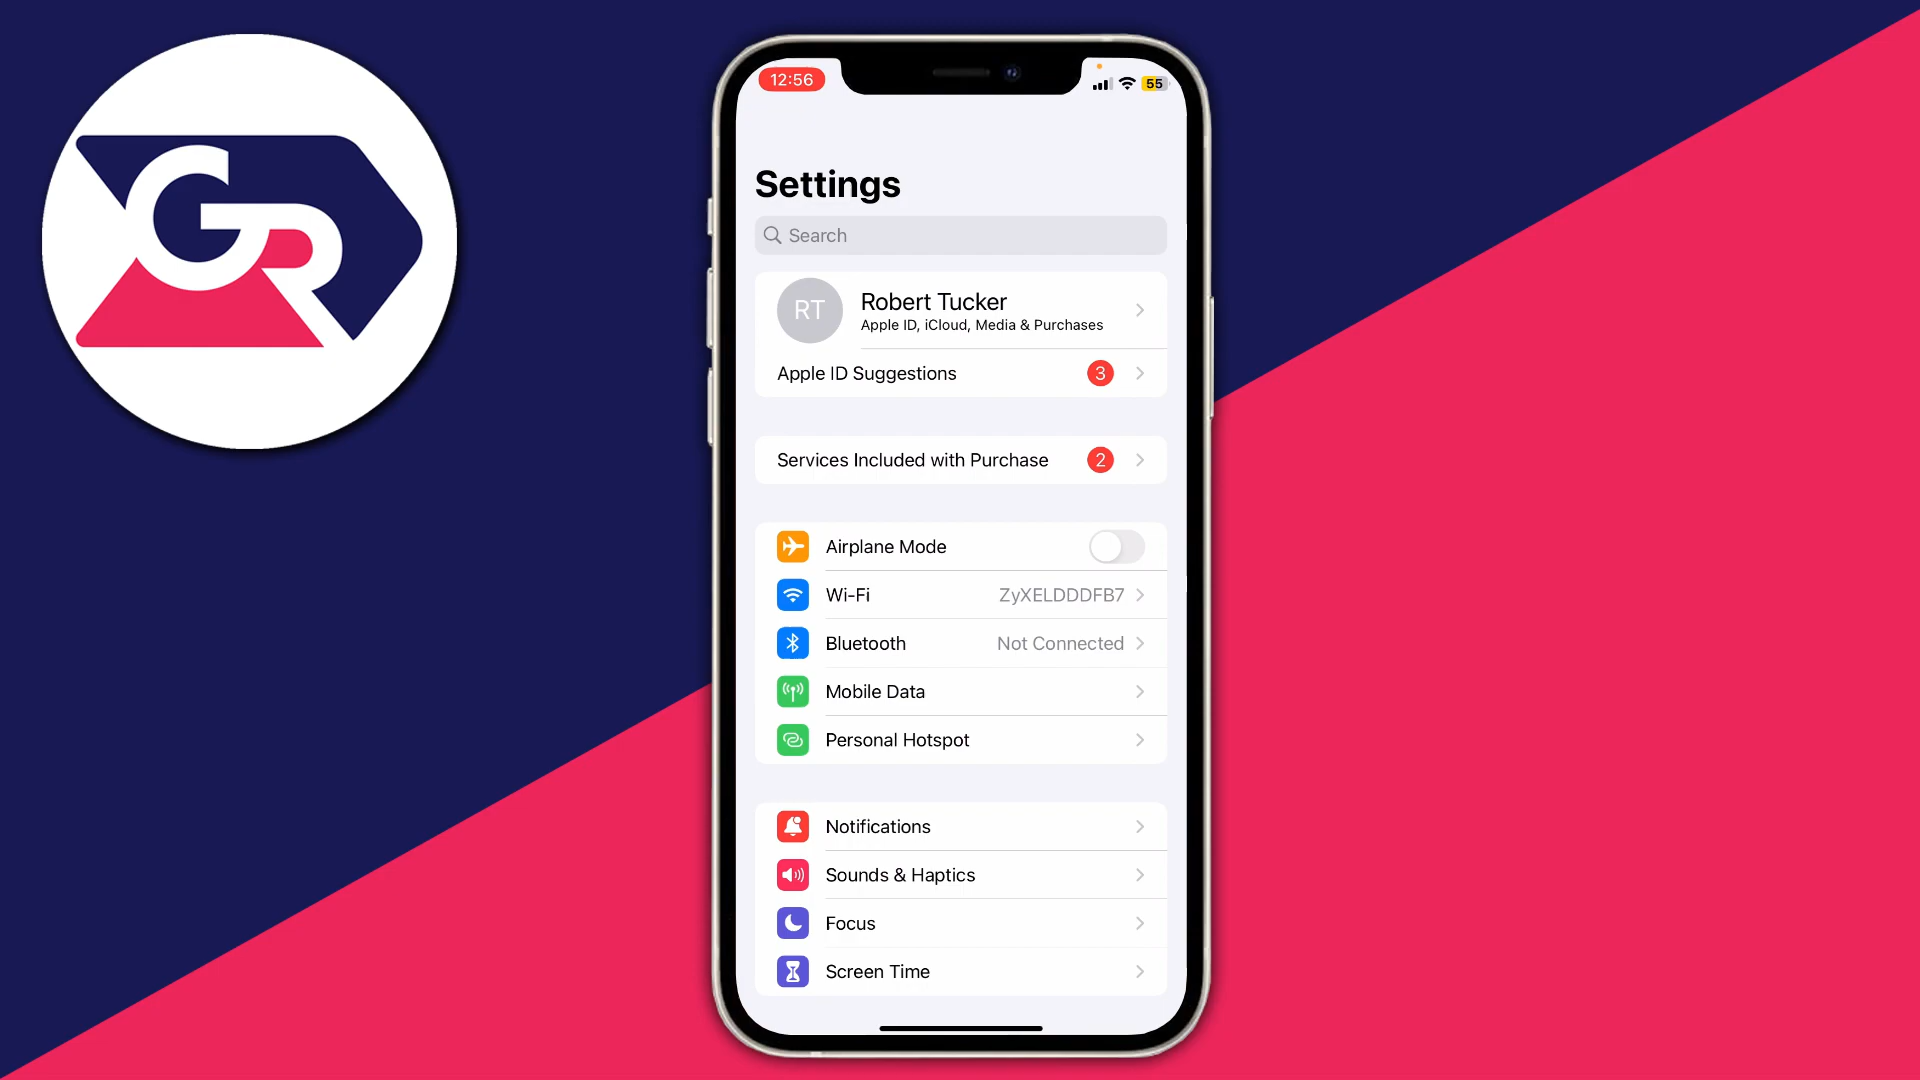 GR
12:56
55
Settings
Search
RT
Robert Tucker
Apple ID, iCloud, Media & Purchases
Apple ID Suggestions 3
Services Included with Purchase 2
Airplane Mode
Wi-Fi ZyXELDDDFB7
Bluetooth Not Connected
Mobile Data
Personal Hotspot
Notifications
Sounds & Haptics
Focus
Screen Time